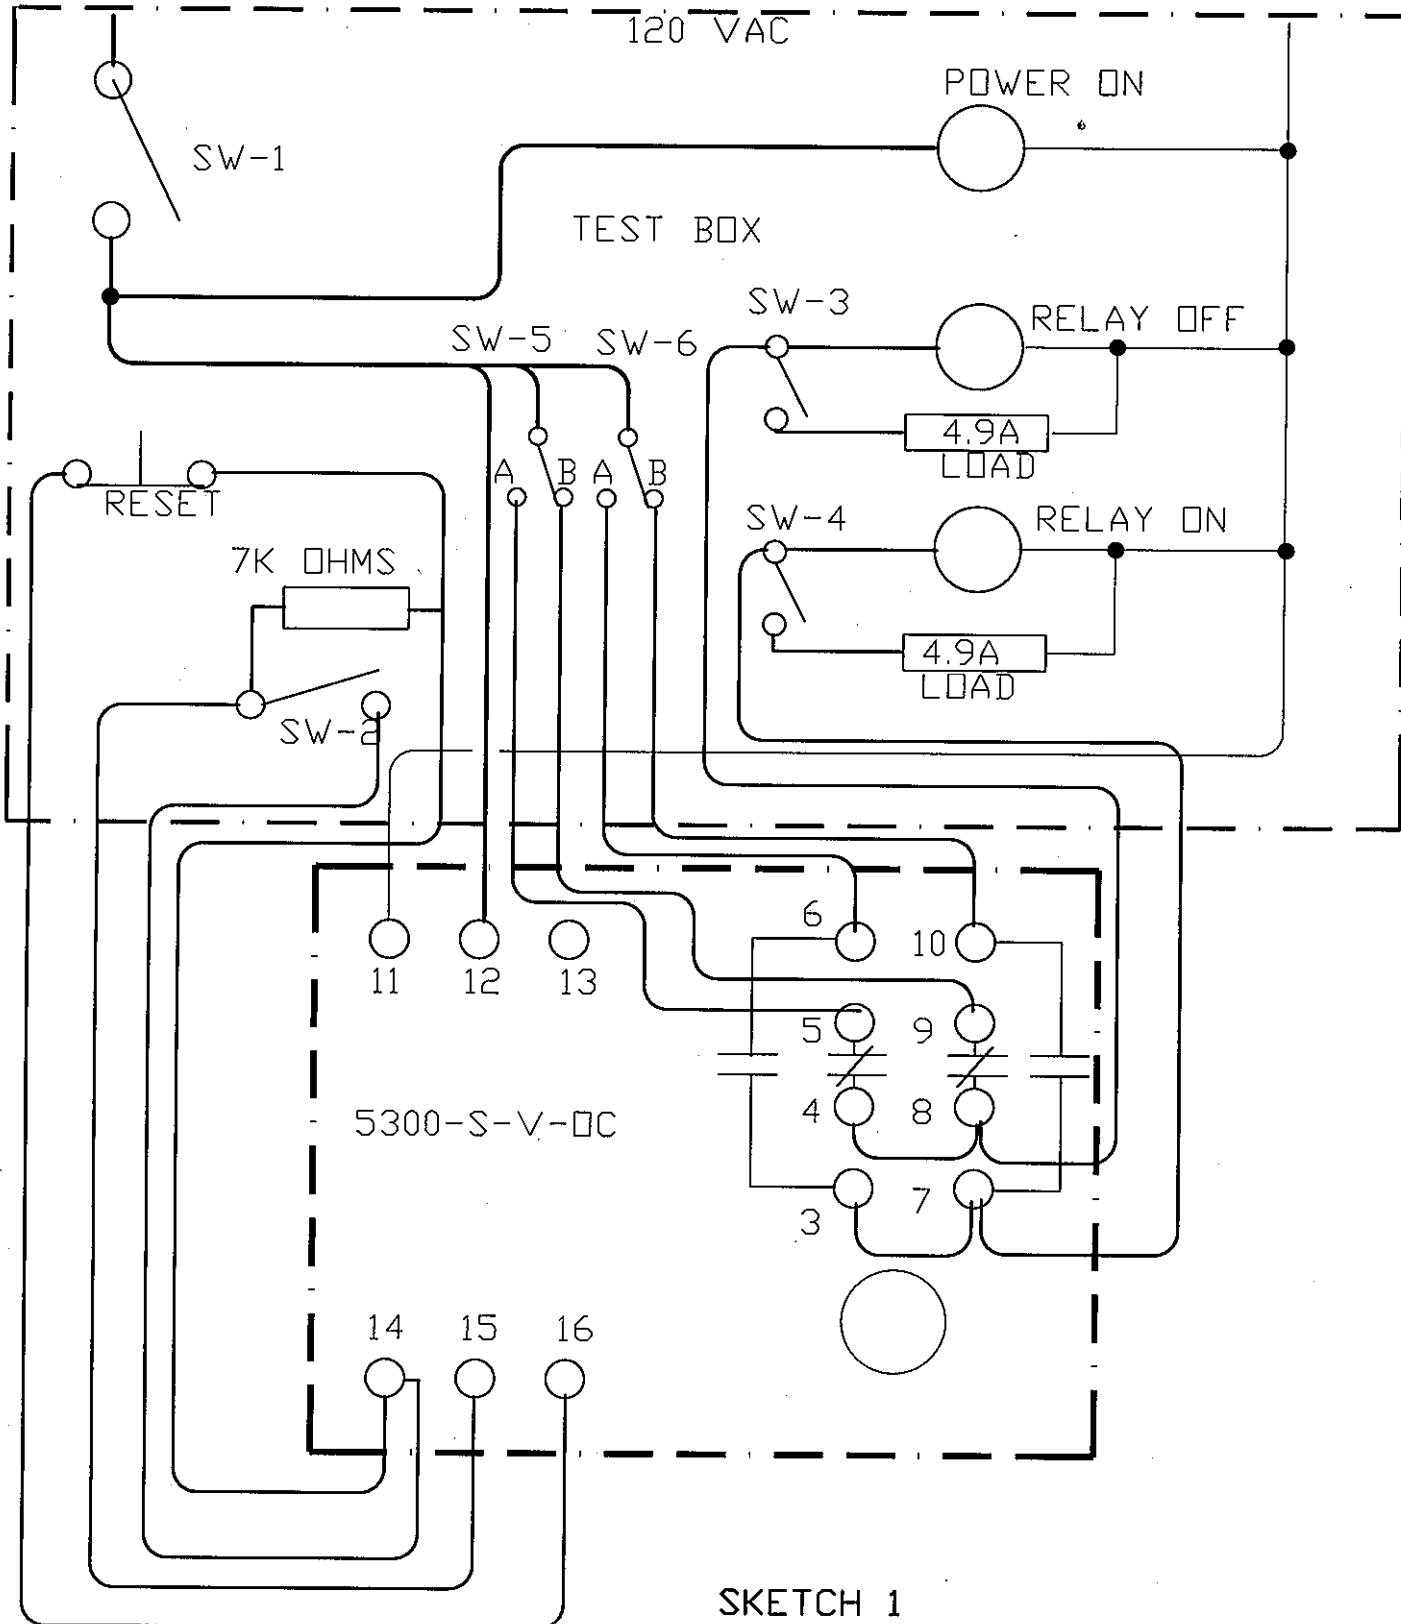 120 VAC
POWER ON
SW-1
TEST BOX
SW-3
RELAY OFF
SW-5 SW-6
4.9A
LOAD
A B A B
RESET
SW-4
RELAY ON
7K OHMS
4.9A
LOAD
SW-2
6 10
11 12 13
5 9
4 8
5300-S-V-OC
3 7
14 15 16
SKETCH 1